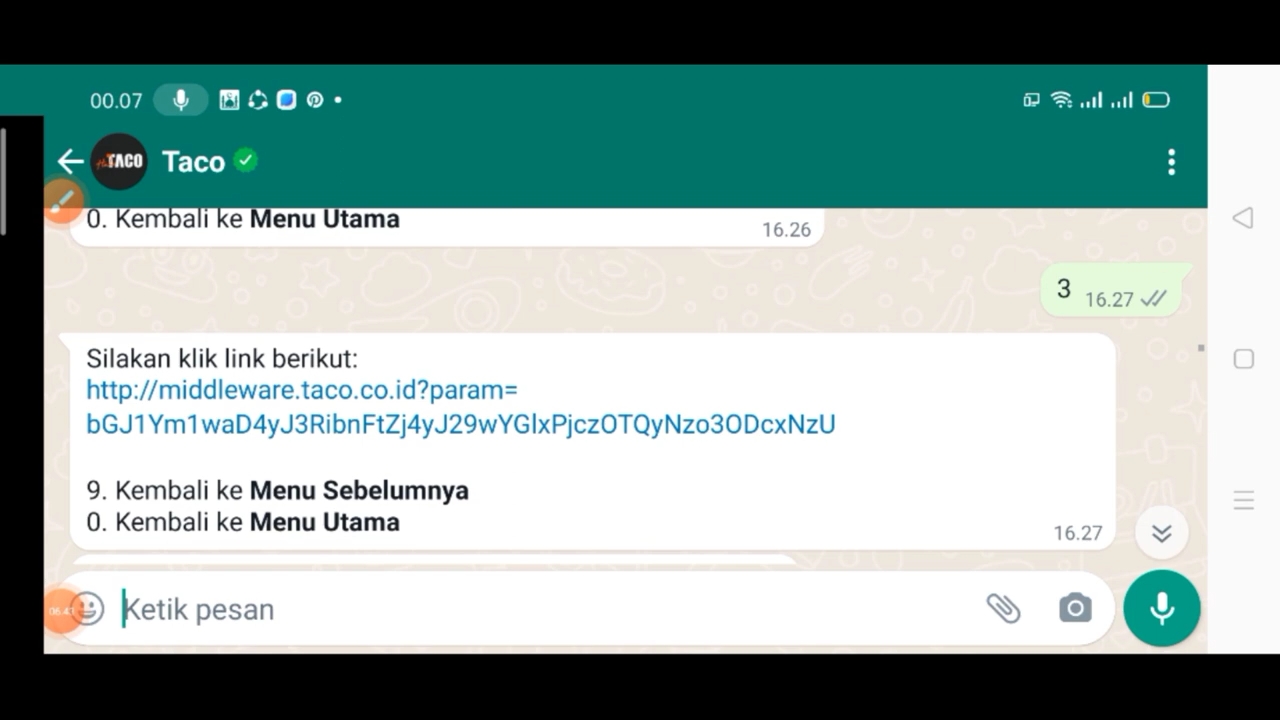 00.07
TACO
Taco
0. Kembali ke Menu Utama
16.26
3 16.27
Silakan klik link berikut:
http://middleware.taco.co.id?param=
bGJ1Ym1waD4yJ3RibnFtZj4yJ29wYGlxPjczOTQyNzo3ODcxNzU
9. Kembali ke Menu Sebelumnya
0. Kembali ke Menu Utama
16.27
Ketik pesan